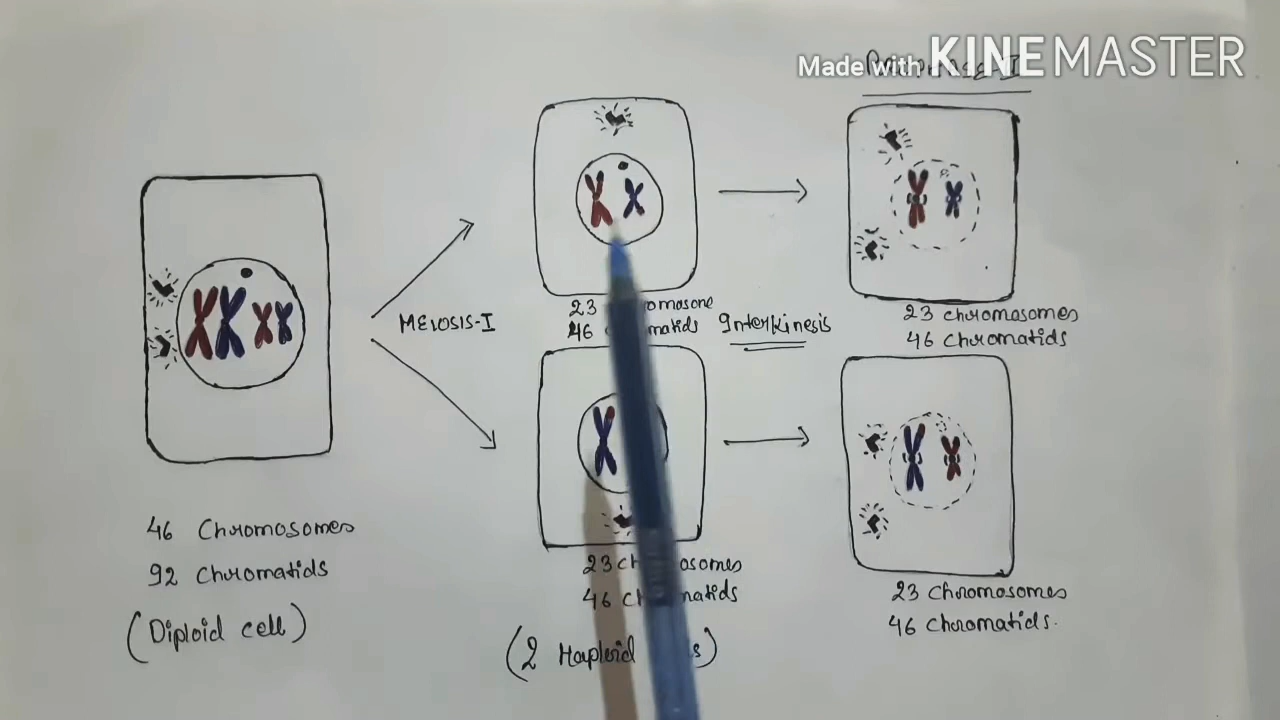 Made with KINEMASTER
MEIOSIS-I
46 Chromosomes
92 Chromatids
(Diploid cell)
23
46
Interkinesis
23
46
(2 Haploid
23 Chromosomes
46 Chromatids
23 Chromosomes
46 Chromatids.